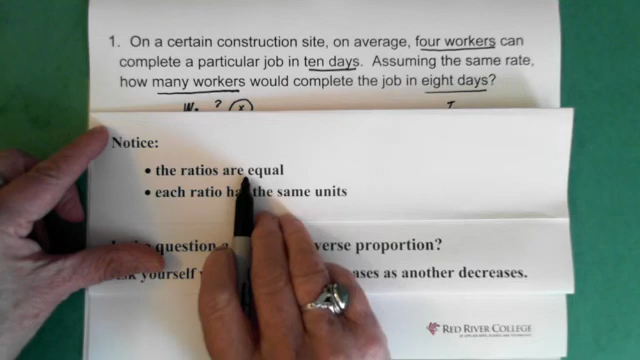 1. On a certain construction site, on average, four workers can
complete a particular job in ten days. Assuming the same rate,
how many workers would complete the job in eight days?
W. ? x
Notice:
• the ratios are equal
• each ratio the same units
question verse proportion?
yourself ases as another decreases.
RED RIVER COLLEGE